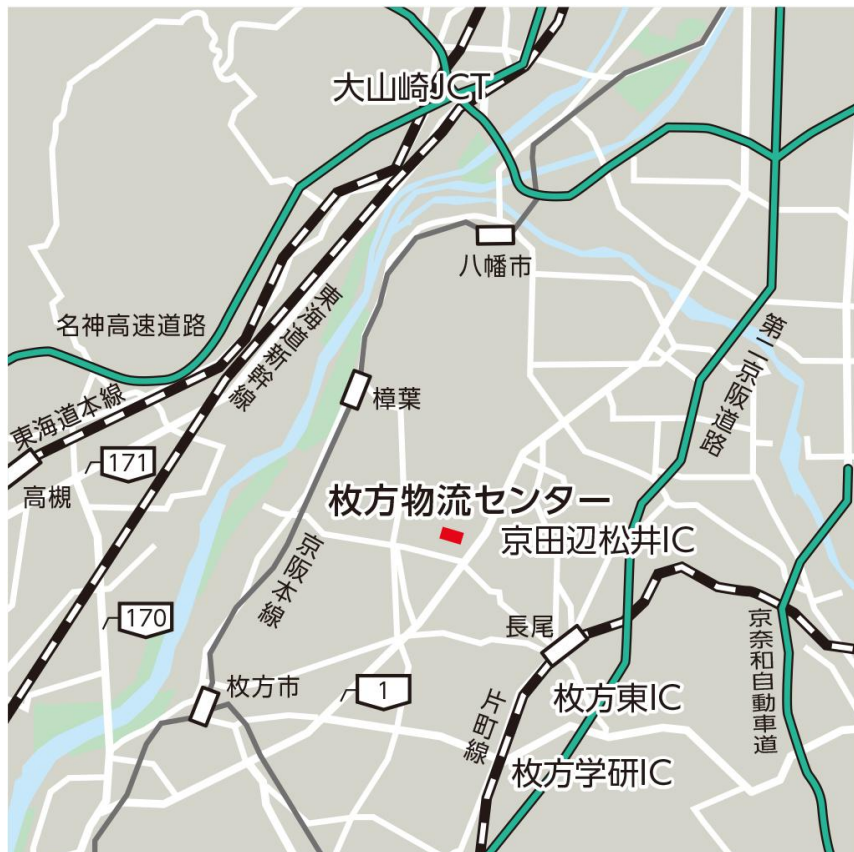 大山崎JCT
八幡市
名神高速道路
東海道新幹線
第二京阪道路
樟葉
東海道本線
171
高槻
枚方物流センター
京田辺松井IC
京阪本線
170
長尾
京奈和自動車道
枚方市
1
片町線
枚方東IC
枚方学研IC